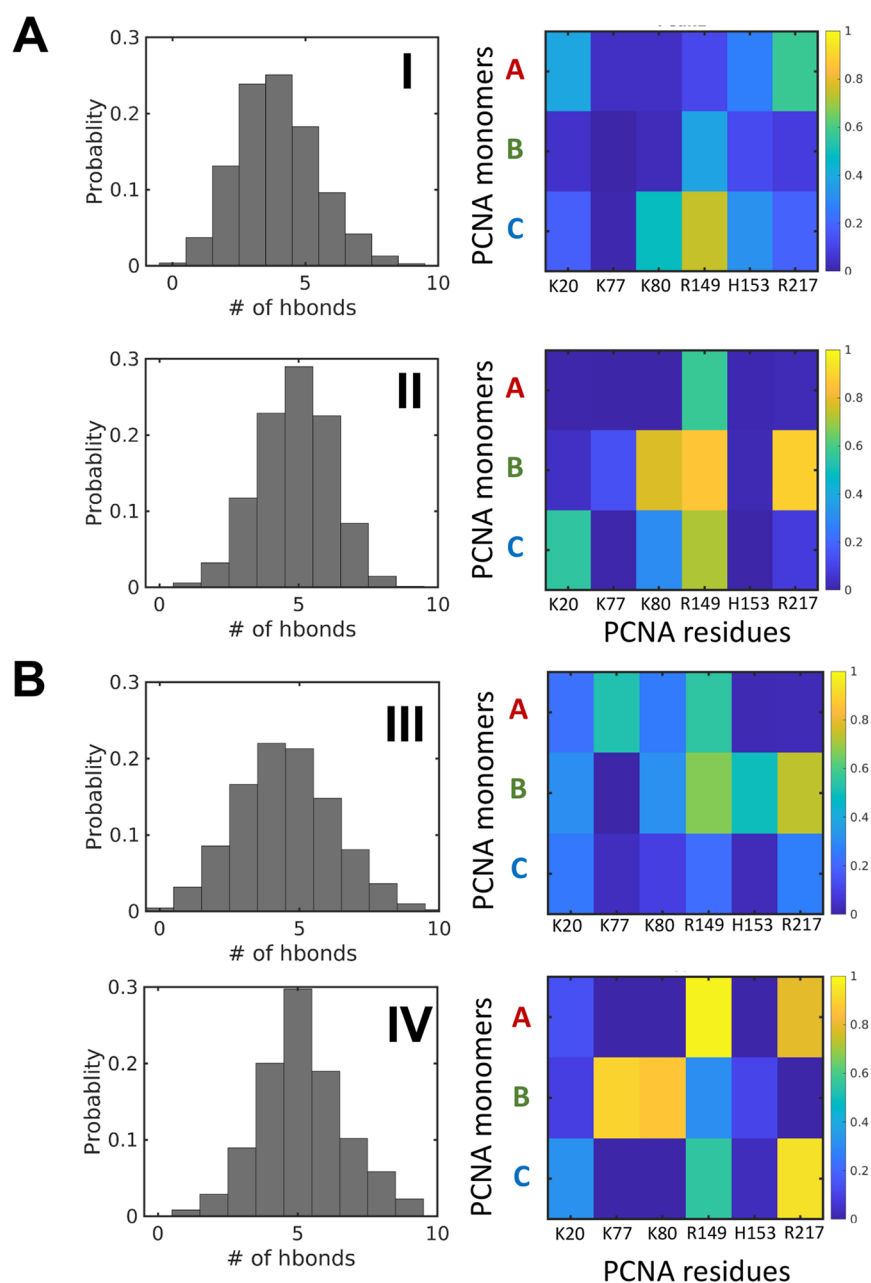 A
I
Probablity
0.3
0.2
0.1
0
0 5 10
# of hbonds
PCNA monomers
A
B
C
K20 K77 K80 R149 H153 R217
1
0.8
0.6
0.4
0.2
0
II
Probablity
0.3
0.2
0.1
0
0 5 10
# of hbonds
PCNA monomers
A
B
C
K20 K77 K80 R149 H153 R217
PCNA residues
1
0.8
0.6
0.4
0.2
0
B
III
Probablity
0.3
0.2
0.1
0
0 5 10
# of hbonds
PCNA monomers
A
B
C
K20 K77 K80 R149 H153 R217
1
0.8
0.6
0.4
0.2
0
IV
Probablity
0.3
0.2
0.1
0
0 5 10
# of hbonds
PCNA monomers
A
B
C
K20 K77 K80 R149 H153 R217
PCNA residues
1
0.8
0.6
0.4
0.2
0